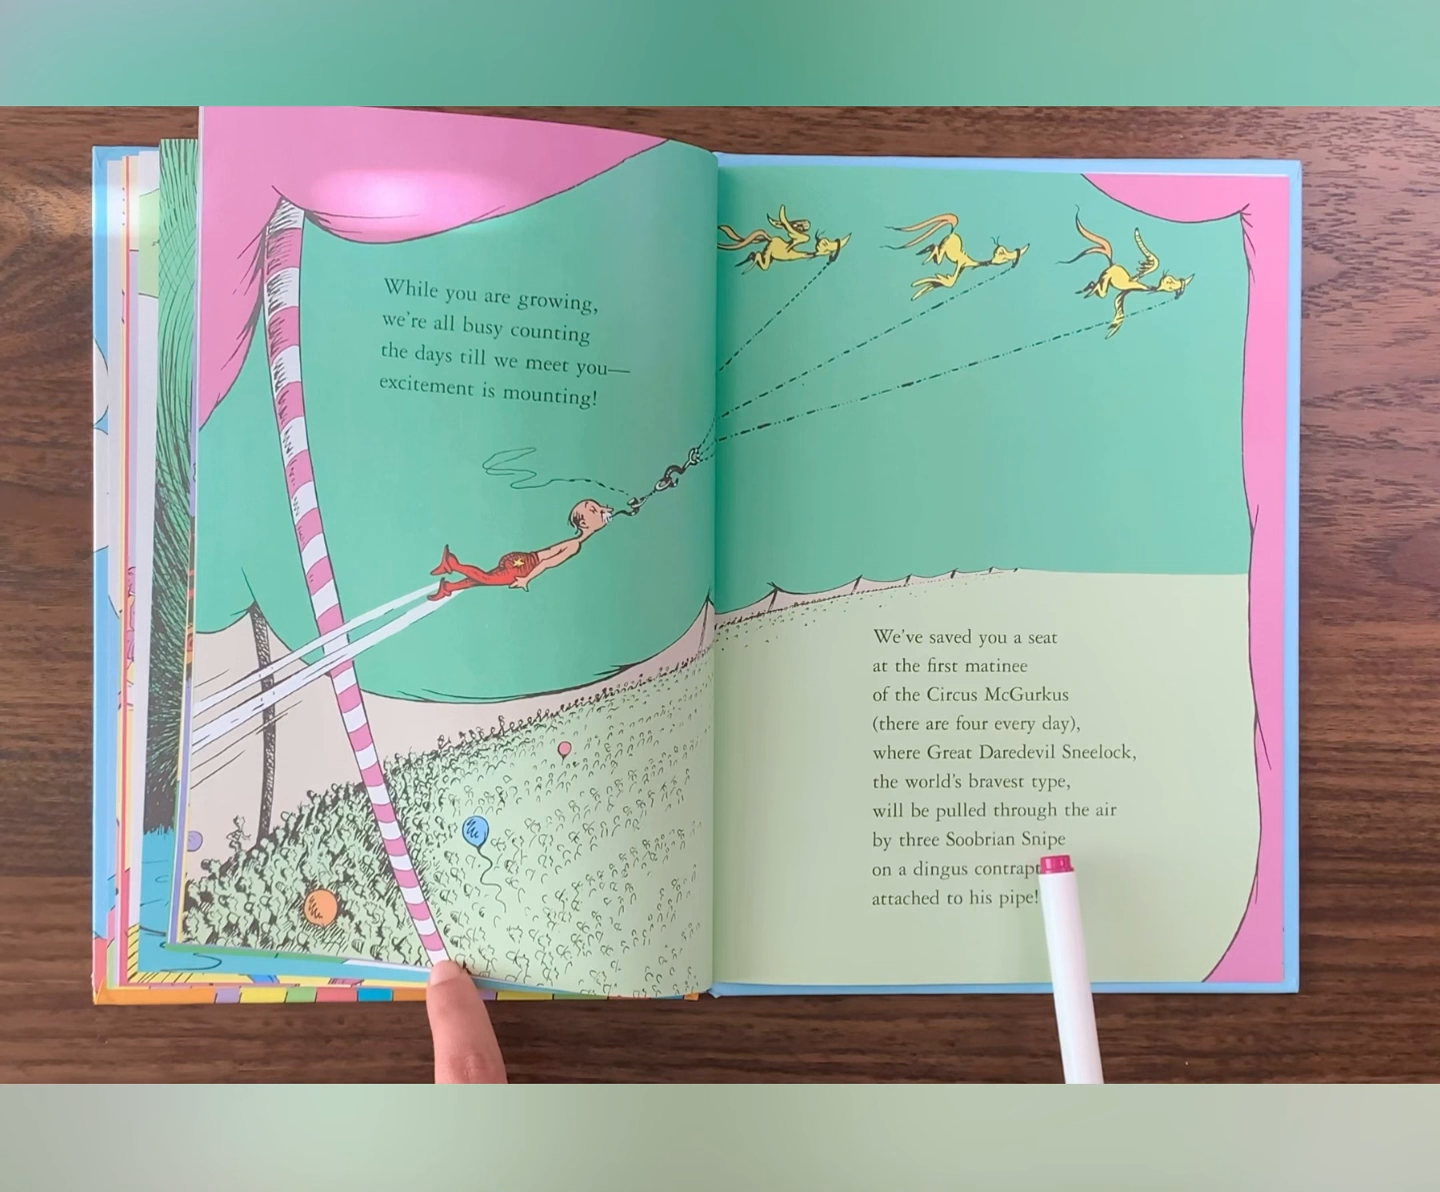 While you are growing,
we're all busy counting
the days till we meet you—
excitement is mounting!
We've saved you a seat
at the first matinee
of the Circus McGurkus
(there are four every day),
where Great Daredevil Sneelock,
the world's bravest type,
will be pulled through the air
by three Soobrian Snipe
on a dingus contrapt
attached to his pipe!